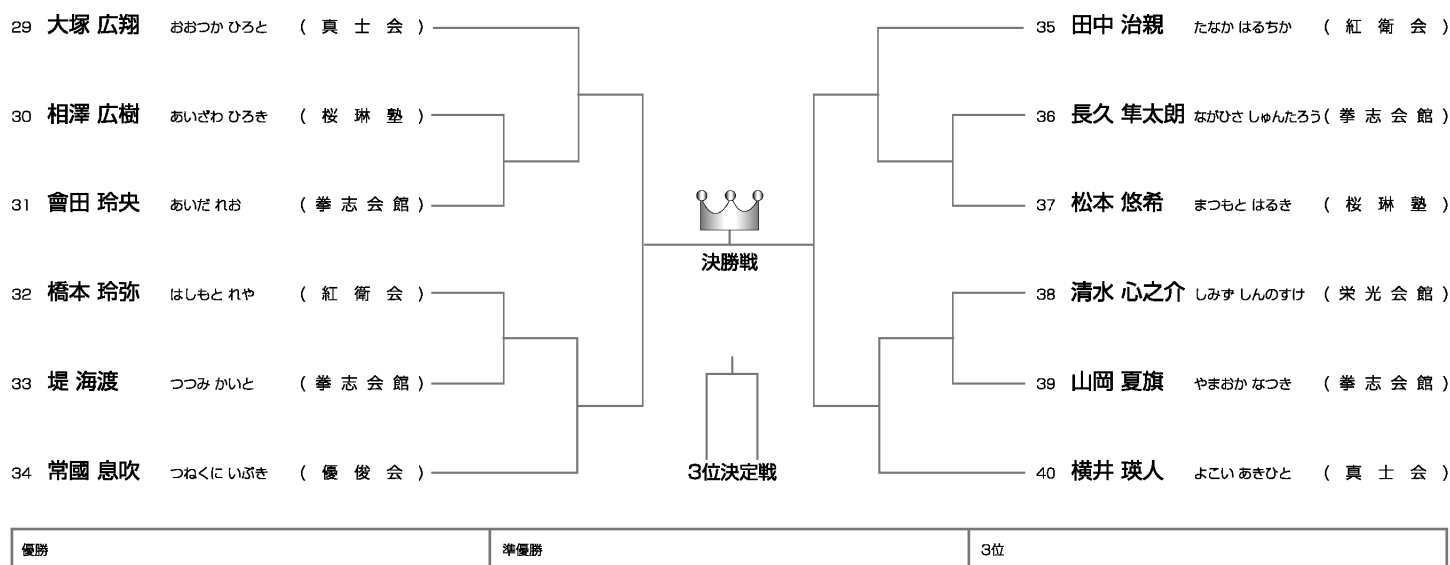 29 大塚 広翔 おおつか ひろと (真士会)
30 相澤 広樹 あいざわ ひろき (桜琳塾)
31 會田 玲央 あいだ れお (拳志会館)
32 橋本 玲弥 はしもと れや (紅衛会)
33 堤 海渡 つつみ かいと (拳志会館)
34 常國 息吹 つねくに いぶき (優俊会)
決勝戦
3位決定戦
35 田中 治親 たなか はるちか (紅衛会)
36 長久 隼太朗 ながひさ しゅんたろう (拳志会館)
37 松本 悠希 まつもと はるき (桜琳塾)
38 清水 心之介 しみず しんのすけ (栄光会館)
39 山岡 夏旗 やまおか なつき (拳志会館)
40 横井 瑛人 よこい あきひと (真士会)
優勝
準優勝
3位